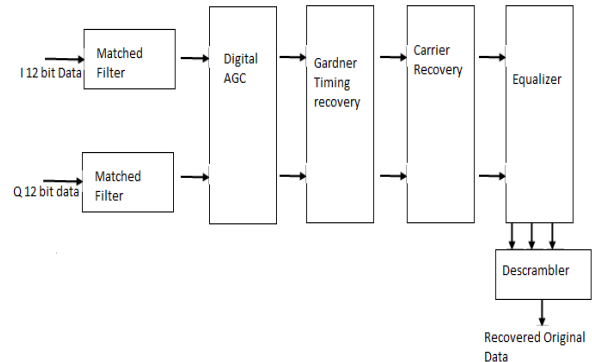 Matched
Filter
I 12 bit Data
Digital
AGC
Gardner
Timing
recovery
Carrier
Recovery
Equalizer
Matched
Filter
Q 12 bit data
Descrambler
Recovered Original
Data